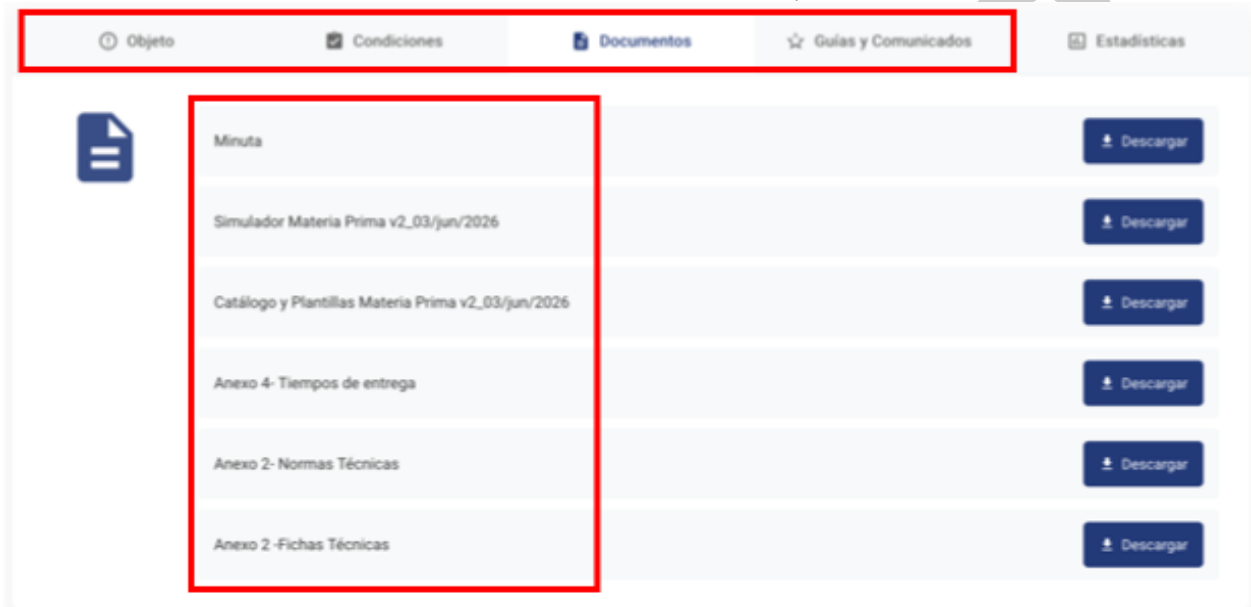 Objeto
Condiciones
Documentos
Guías y Comunicados
Estadísticas
Minuta
Descargar
Simulador Materia Prima v2_03/jun/2026
Descargar
Catálogo y Plantillas Materia Prima v2_03/jun/2026
Descargar
Anexo 4- Tiempos de entrega
Descargar
Anexo 2- Normas Técnicas
Descargar
Anexo 2 -Fichas Técnicas
Descargar